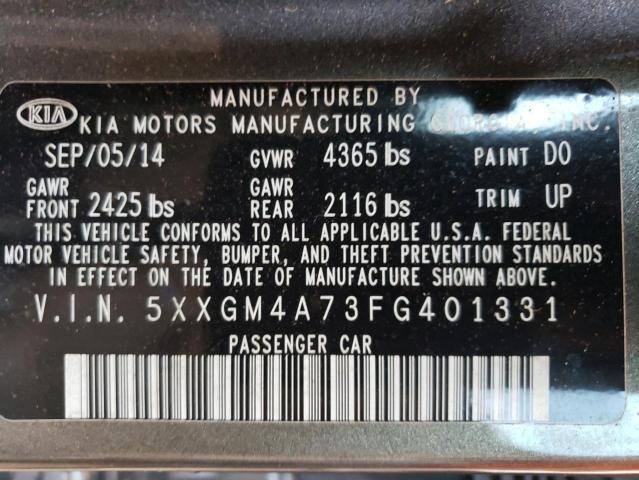 MANUFACTURED BY
KIA KIA MOTORS MANUFACTURING GEORGIA, INC.
SEP/05/14 GVWR 4365 lbs PAINT D0
GAWR GAWR
FRONT 2425 lbs REAR 2116 lbs TRIM UP
THIS VEHICLE CONFORMS TO ALL APPLICABLE U.S.A. FEDERAL
MOTOR VEHICLE SAFETY, BUMPER, AND THEFT PREVENTION STANDARDS
IN EFFECT ON THE DATE OF MANUFACTURE SHOWN ABOVE.
V.I.N. 5XXGM4A73FG401331
PASSENGER CAR